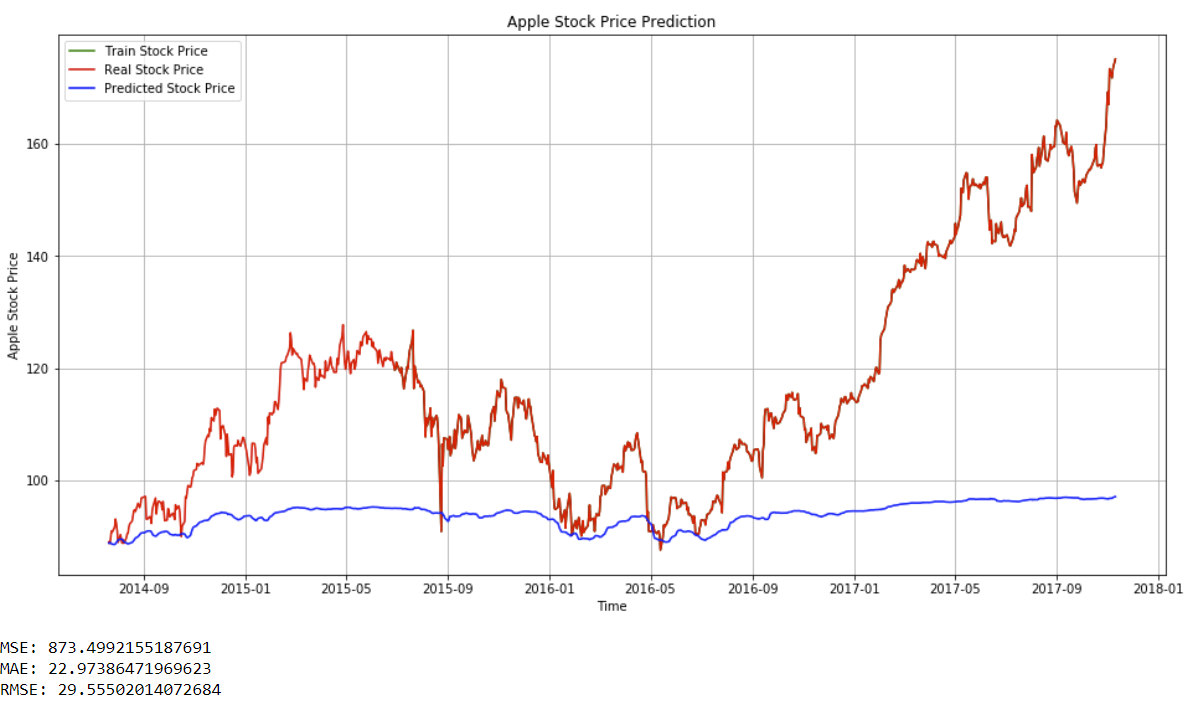 Apple Stock Price Prediction
Train Stock Price
Real Stock Price
Predicted Stock Price
160
140
120
100
Apple Stock Price
2014-09 2015-01 2015-05 2015-09 2016-01 2016-05 2016-09 2017-01 2017-05 2017-09 2018-01
Time
MSE: 873.4992155187691
MAE: 22.97386471969623
RMSE: 29.55502014072684